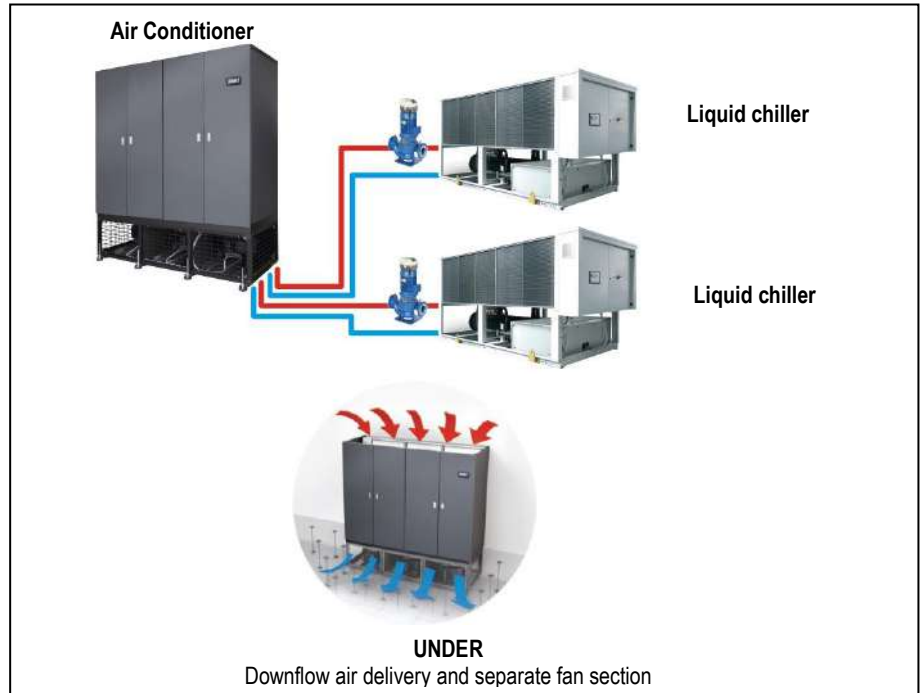 Air Conditioner
Liquid chiller
Liquid chiller
UNDER
Downflow air delivery and separate fan section